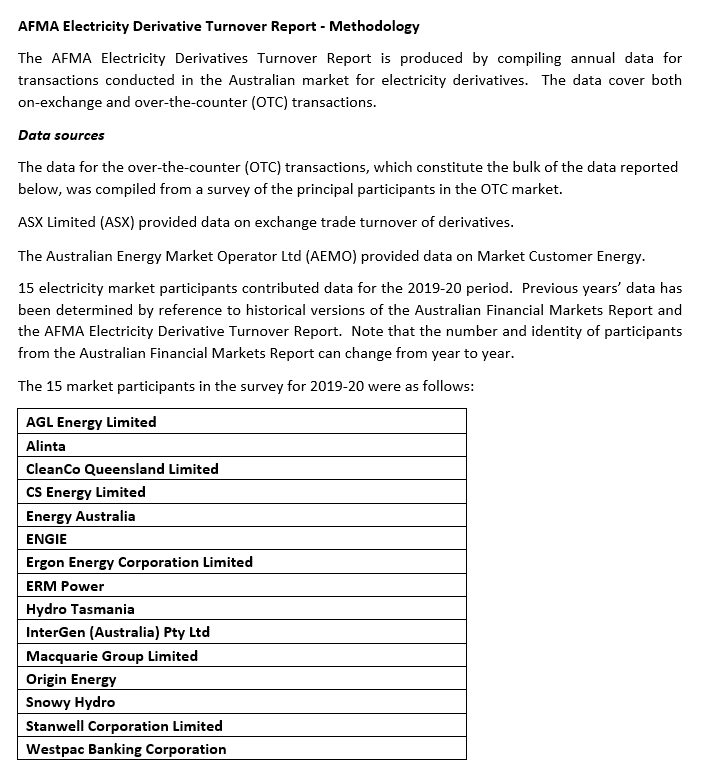 AFMA Electricity Derivative Turnover Report - Methodology
The AFMA Electricity Derivatives Turnover Report is produced by compiling annual data for
transactions conducted in the Australian market for electricity derivatives. The data cover both
on-exchange and over-the-counter (OTC) transactions.
Data sources
The data for the over-the-counter (OTC) transactions, which constitute the bulk of the data reported
below, was compiled from a survey of the principal participants in the OTC market.
ASX Limited (ASX) provided data on exchange trade turnover of derivatives.
The Australian Energy Market Operator Ltd (AEMO) provided data on Market Customer Energy.
15 electricity market participants contributed data for the 2019-20 period. Previous years’ data has
been determined by reference to historical versions of the Australian Financial Markets Report and
the AFMA Electricity Derivative Turnover Report. Note that the number and identity of participants
from the Australian Financial Markets Report can change from year to year.
The 15 market participants in the survey for 2019-20 were as follows:
AGL Energy Limited
Alinta
CleanCo Queensland Limited
CS Energy Limited
Energy Australia
ENGIE
Ergon Energy Corporation Limited
ERM Power
Hydro Tasmania
InterGen (Australia) Pty Ltd
Macquarie Group Limited
Origin Energy
Snowy Hydro
Stanwell Corporation Limited
Westpac Banking Corporation